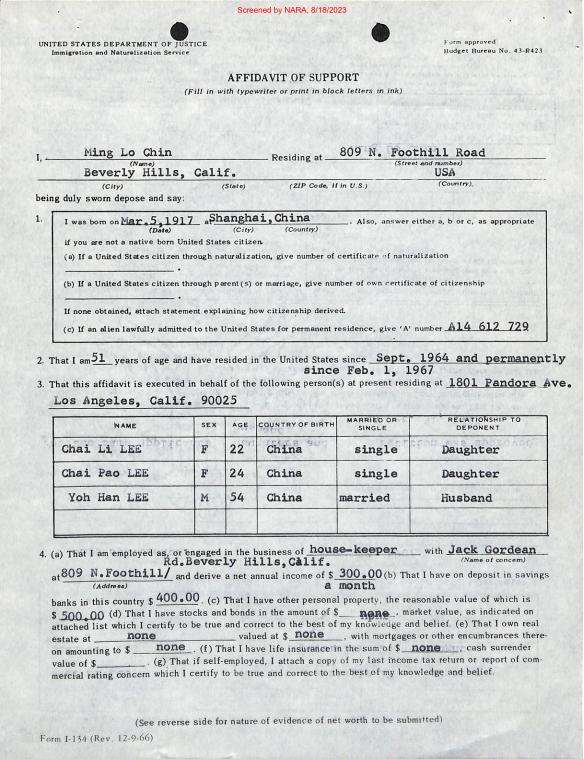 Screened by NARA, 8/18/2023
UNITED STATES DEPARTMENT OF JUSTICE
Immigration and Naturalization Service
Form approved
Budget Bureau No. 43-R423
AFFIDAVIT OF SUPPORT
(Fill in with typewriter or print in block letters in ink)
I, Ming Lo Chin Residing at 809 N. Foothill Road
(Name) (Street and number)
Beverly Hills, Calif. USA
(City) (State) (ZIP Code, if in U.S.) (Country)
being duly sworn depose and say:
1. I was born on Mar.5,1917 at Shanghai,China. Also, answer either a, b or c, as appropriate
(Date) (City) (Country)
if you are not a native born United States citizen.
(a) If a United States citizen through naturalization, give number of certificate of naturalization
.
(b) If a United States citizen through parent(s) or marriage, give number of own certificate of citizenship
.
If none obtained, attach statement explaining how citizenship derived.
(c) If an alien lawfully admitted to the United States for permanent residence, give 'A' number A14 612 729
2. That I am 51 years of age and have resided in the United States since Sept. 1964 and permanently
since Feb. 1, 1967
3. That this affidavit is executed in behalf of the following person(s) at present residing at 1801 Pandora Ave.
Los Angeles, Calif. 90025
NAME SEX AGE COUNTRY OF BIRTH MARRIED OR SINGLE RELATIONSHIP TO DEPONENT
Chai Li LEE F 22 China single Daughter
Chai Pao LEE F 24 China single Daughter
Yoh Han LEE M 54 China married Husband
4. (a) That I am employed as, or engaged in the business of house-keeper with Jack Gordean
Rd.Beverly Hills,Calif. (Name of concern)
at 809 N.Foothill/ and derive a net annual income of $ 300.00 (b) That I have on deposit in savings
(Address) a month
banks in this country $ 400.00. (c) That I have other personal property, the reasonable value of which is
$ 500.00 (d) That I have stocks and bonds in the amount of $ none, market value, as indicated on
attached list which I certify to be true and correct to the best of my knowledge and belief. (e) That I own real
estate at none valued at $ none, with mortgages or other encumbrances there-
on amounting to $ none. (f) That I have life insurance in the sum of $ none, cash surrender
value of $ . (g) That if self-employed, I attach a copy of my last income tax return or report of com-
mercial rating concern which I certify to be true and correct to the best of my knowledge and belief.
(See reverse side for nature of evidence of net worth to be submitted)
Form I-134 (Rev. 12-9-66)